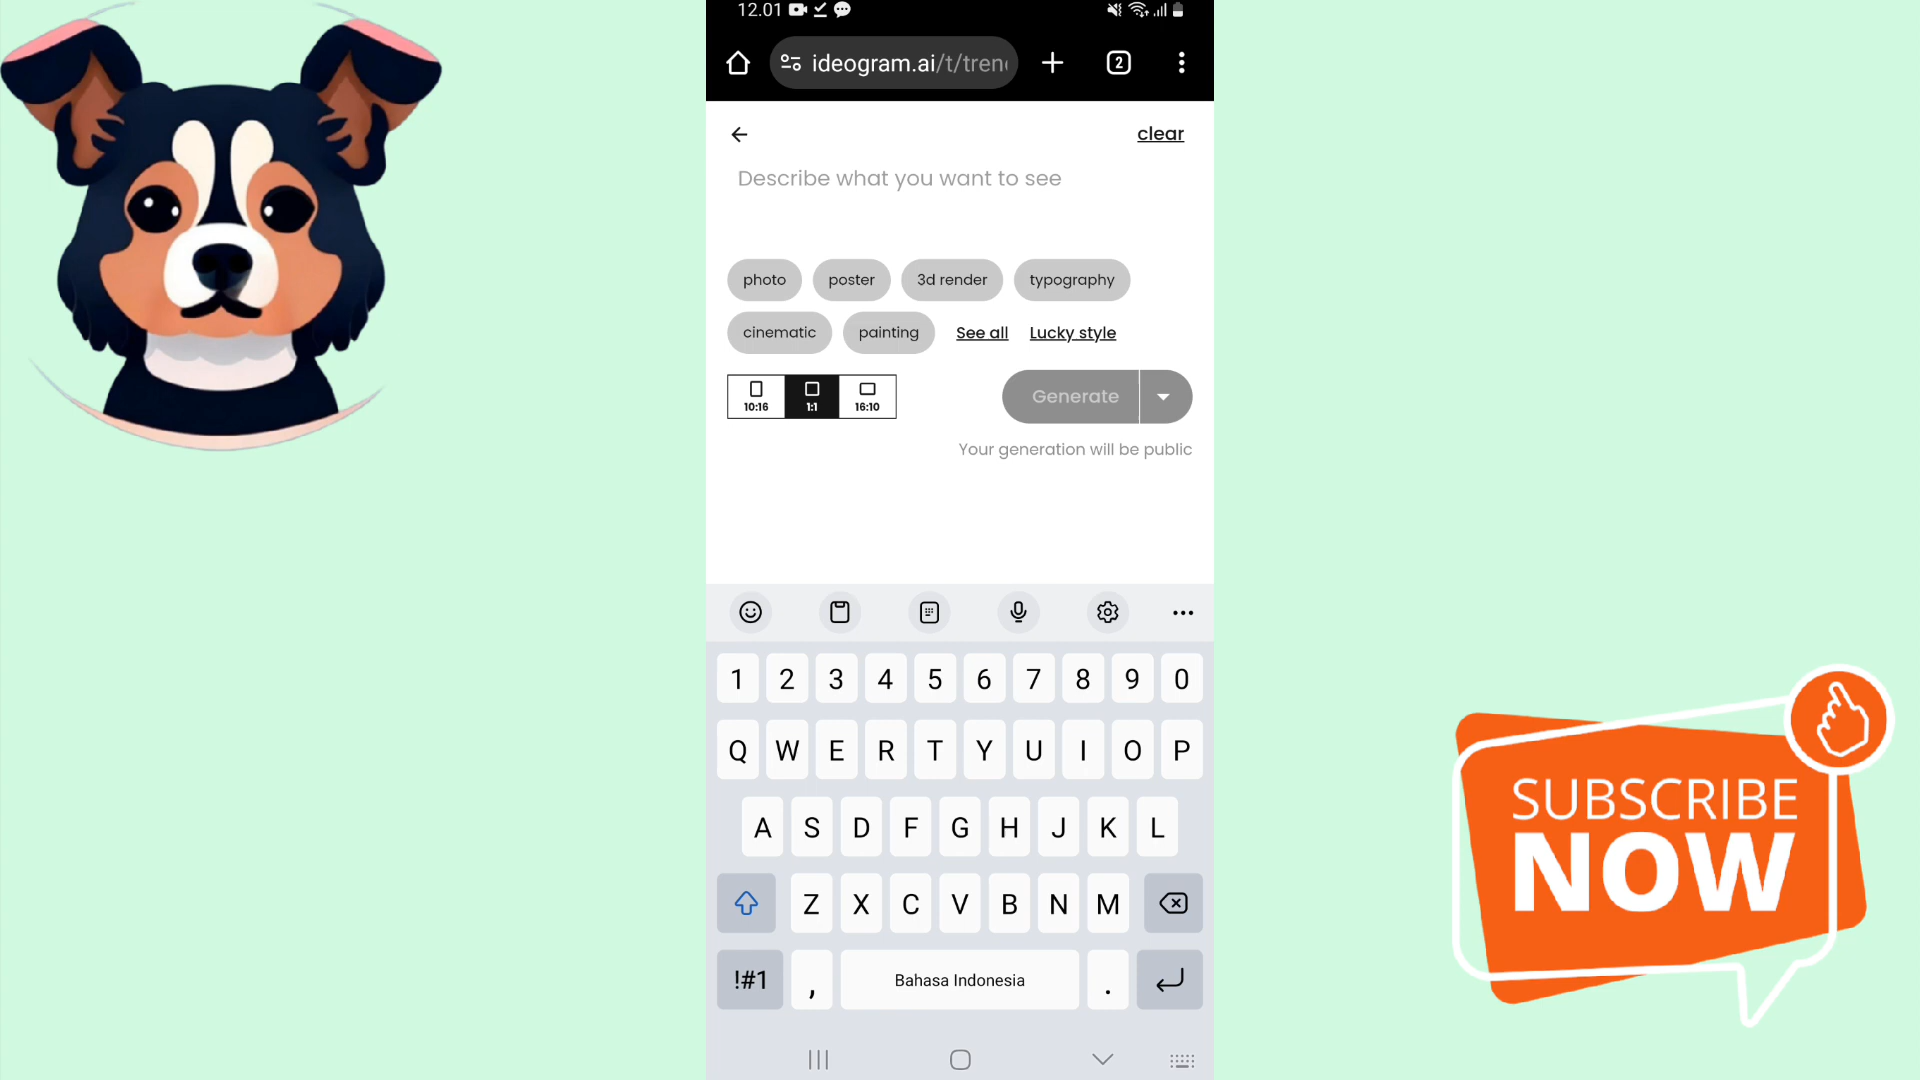 12.01
ideogram.ai/t/tren
2
clear
Describe what you want to see
photo
poster
3d render
typography
cinematic
painting
See all
Lucky style
10:16
1:1
16:10
Generate
Your generation will be public
1 2 3 4 5 6 7 8 9 0
Q W E R T Y U I O P
A S D F G H J K L
Z X C V B N M
!#1 , Bahasa Indonesia .
SUBSCRIBE
NOW